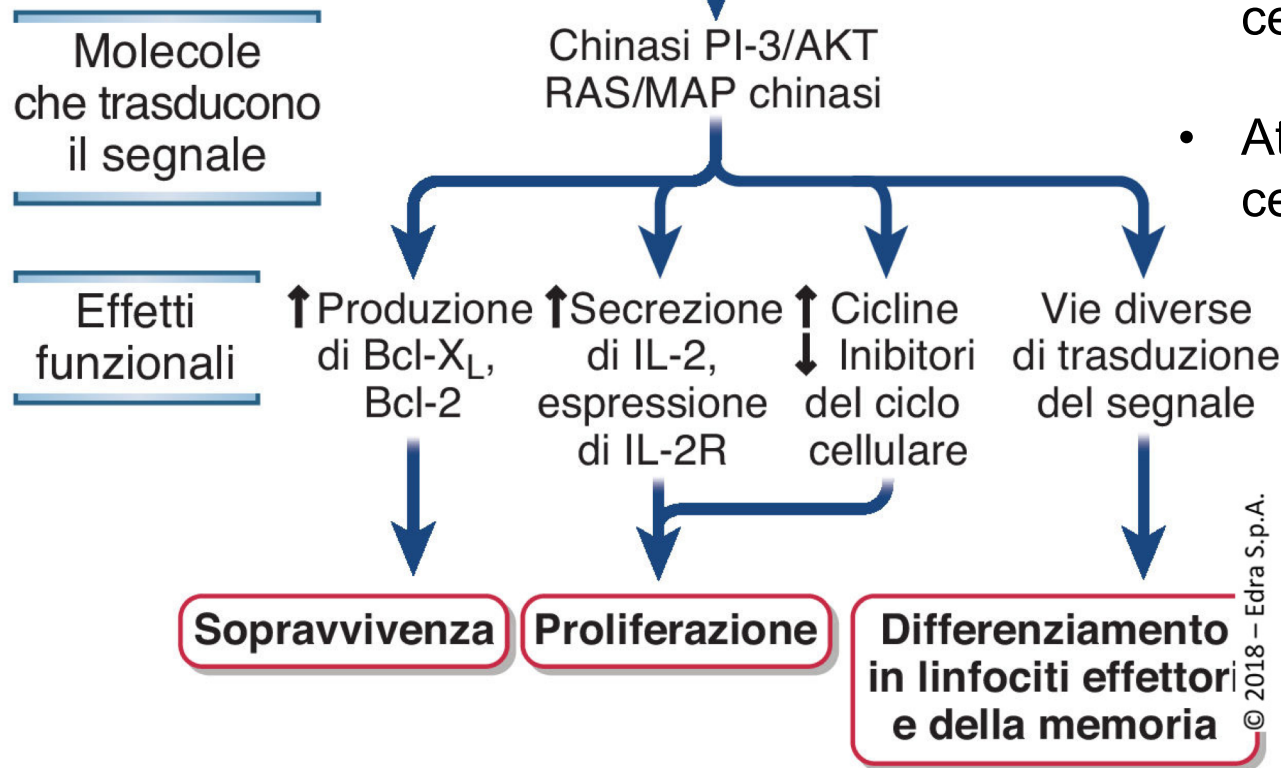 Molecole
che trasducono
il segnale
Chinasi PI-3/AKT
RAS/MAP chinasi
Effetti
funzionali
↑ Produzione
di Bcl-XL,
Bcl-2
↑ Secrezione
di IL-2,
espressione
di IL-2R
↑ Cicline
↓ Inibitori
del ciclo
cellulare
Vie diverse
di trasduzione
del segnale
Sopravvivenza
Proliferazione
Differenziamento
in linfociti effettori
e della memoria
© 2018 – Edra S.p.A.